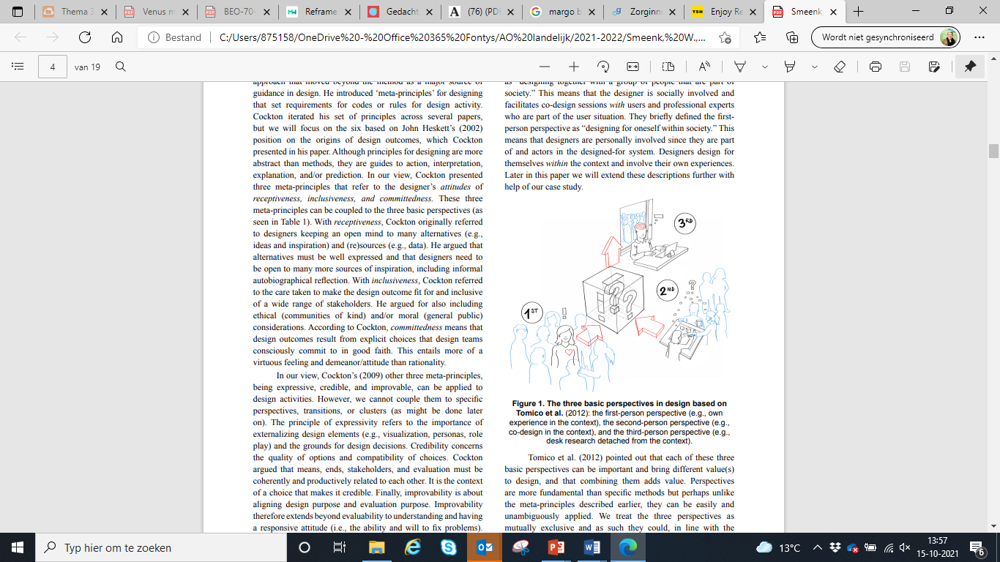 Thema 3
Venus m
BEO-70-
Reframe
Gedacht
(76) (PD
margo b
Zorginn
Enjoy Re
Smeenk,
Bestand
C:/Users/875158/OneDrive%20-%20Office%20365%20Fontys/AO%20landelijk/2021-2022/Smeenk,%20W.,...
Wordt niet gesynchroniseerd
4
van 19
approach that moved beyond the method as a major source of
guidance in design. He introduced ‘meta-principles’ for designing
that set requirements for codes or rules for design activity.
Cockton iterated his set of principles across several papers,
but we will focus on the six based on John Heskett’s (2002)
position on the origins of design outcomes, which Cockton
presented in his paper. Although principles for designing are more
abstract than methods, they are guides to action, interpretation,
explanation, and/or prediction. In our view, Cockton presented
three meta-principles that refer to the designer’s attitudes of
receptiveness, inclusiveness, and committedness. These three
meta-principles can be coupled to the three basic perspectives (as
seen in Table 1). With receptiveness, Cockton originally referred
to designers keeping an open mind to many alternatives (e.g.,
ideas and inspiration) and (re)sources (e.g., data). He argued that
alternatives must be well expressed and that designers need to
be open to many more sources of inspiration, including informal
autobiographical reflection. With inclusiveness, Cockton referred
to the care taken to make the design outcome fit for and inclusive
of a wide range of stakeholders. He argued for also including
ethical (communities of kind) and/or moral (general public)
considerations. According to Cockton, committedness means that
design outcomes result from explicit choices that design teams
consciously commit to in good faith. This entails more of a
virtuous feeling and demeanor/attitude than rationality.
In our view, Cockton’s (2009) other three meta-principles,
being expressive, credible, and improvable, can be applied to
design activities. However, we cannot couple them to specific
perspectives, transitions, or clusters (as might be done later
on). The principle of expressivity refers to the importance of
externalizing design elements (e.g., visualization, personas, role
play) and the grounds for design decisions. Credibility concerns
the quality of options and compatibility of choices. Cockton
argued that means, ends, stakeholders, and evaluation must be
coherently and productively related to each other. It is the context
of a choice that makes it credible. Finally, improvability is about
aligning design purpose and evaluation purpose. Improvability
therefore extends beyond evaluability to understanding and having
a responsive attitude (i.e., the ability and will to fix problems).
as “designing together with a group of people that are part of
society.” This means that the designer is socially involved and
facilitates co-design sessions with users and professional experts
who are part of the user situation. They briefly defined the first-
person perspective as “designing for oneself within society.” This
means that designers are personally involved since they are part
of and actors in the designed-for system. Designers design for
themselves within the context and involve their own experiences.
Later in this paper we will extend these descriptions further with
help of our case study.
3RD
2ND
1ST
Figure 1. The three basic perspectives in design based on
Tomico et al. (2012): the first-person perspective (e.g., own
experience in the context), the second-person perspective (e.g.,
co-design in the context), and the third-person perspective (e.g.,
desk research detached from the context).
Tomico et al. (2012) pointed out that each of these three
basic perspectives can be important and bring different value(s)
to design, and that combining them adds value. Perspectives
are more fundamental than specific methods but perhaps unlike
the meta-principles described earlier, they can be easily and
unambiguously applied. We treat the three perspectives as
mutually exclusive and as such they could, in line with the
Typ hier om te zoeken
13°C
13:57
15-10-2021
6